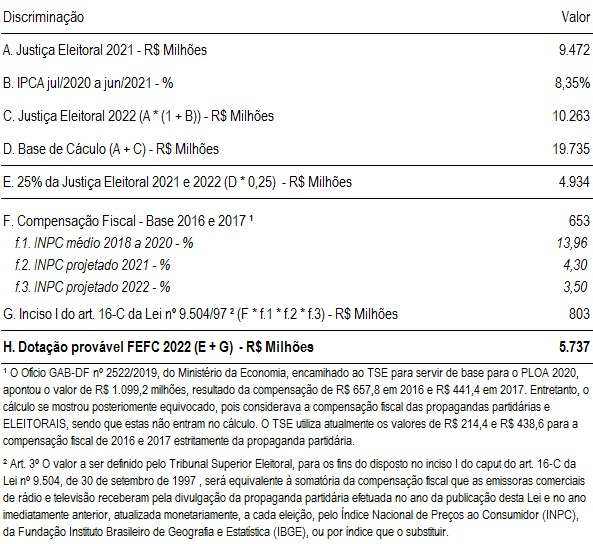 Discriminação Valor
A. Justiça Eleitoral 2021 - R$ Milhões 9.472
B. IPCA jul/2020 a jun/2021 - % 8,35%
C. Justiça Eleitoral 2022 (A * (1 + B)) - R$ Milhões 10.263
D. Base de Cáculo (A + C) - R$ Milhões 19.735
E. 25% da Justiça Eleitoral 2021 e 2022 (D * 0,25) - R$ Milhões 4.934
F. Compensação Fiscal - Base 2016 e 2017 ¹ 653
f.1. INPC médio 2018 a 2020 - % 13,96
f.2. INPC projetado 2021 - % 4,30
f.3. INPC projetado 2022 - % 3,50
G. Inciso I do art. 16-C da Lei nº 9.504/97 ² (F * f.1 * f.2 * f.3) - R$ Milhões 803
H. Dotação provável FEFC 2022 (E + G) - R$ Milhões 5.737
¹ O Ofício GAB-DF nº 2522/2019, do Ministério da Economia, encamihado ao TSE para servir de base para o PLOA 2020,
apontou o valor de R$ 1.099,2 milhões, resultado da compensação de R$ 657,8 em 2016 e R$ 441,4 em 2017. Entretanto, o
cálculo se mostrou posteriormente equivocado, pois considerava a compensação fiscal das propagandas partidárias e
ELEITORAIS, sendo que estas não entram no cálculo. O TSE utiliza atualmente os valores de R$ 214,4 e R$ 438,6 para a
compensação fiscal de 2016 e 2017 estritamente da propaganda partidária.
² Art. 3º O valor a ser definido pelo Tribunal Superior Eleitoral, para os fins do disposto no inciso I do caput do art. 16-C da
Lei nº 9.504, de 30 de setembro de 1997 , será equivalente à somatória da compensação fiscal que as emissoras comerciais
de rádio e televisão receberam pela divulgação da propaganda partidária efetuada no ano da publicação desta Lei e no ano
imediatamente anterior, atualizada monetariamente, a cada eleição, pelo Índice Nacional de Preços ao Consumidor (INPC),
da Fundação Instituto Brasileiro de Geografia e Estatística (IBGE), ou por índice que o substituir.